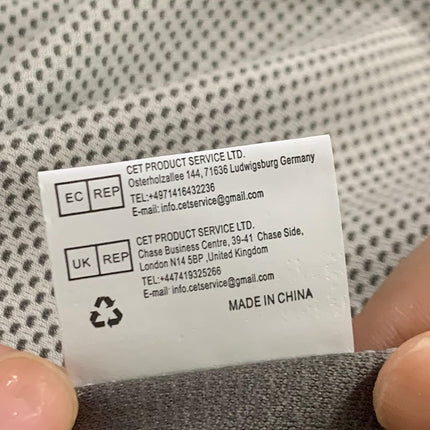 EC REP
CET PRODUCT SERVICE LTD.
Osterholzallee 144,71636 Ludwigsburg Germany
TEL:+4971416432236
E-mail: info.cetservice@gmail.com
UK REP
CET PRODUCT SERVICE LTD.
Chase Business Centre, 39-41 Chase Side,
London N14 5BP ,United Kingdom
TEL:+447419325266
E-mail: info.cetservice@gmail.com
MADE IN CHINA